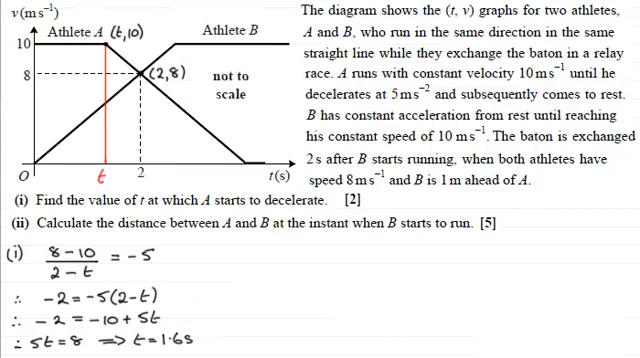 v(ms⁻¹)
Athlete A (t,10) Athlete B
10
8
(2,8)
not to
scale
O
t
2
t(s)
The diagram shows the (t, v) graphs for two athletes,
A and B, who run in the same direction in the same
straight line while they exchange the baton in a relay
race. A runs with constant velocity 10 ms⁻¹ until he
decelerates at 5 ms⁻² and subsequently comes to rest.
B has constant acceleration from rest until reaching
his constant speed of 10 ms⁻¹. The baton is exchanged
2 s after B starts running, when both athletes have
speed 8 ms⁻¹ and B is 1 m ahead of A.
(i) Find the value of t at which A starts to decelerate. [2]
(ii) Calculate the distance between A and B at the instant when B starts to run. [5]
(i) (8 - 10)/(2 - t) = -5
∴ -2 = -5(2-t)
∴ -2 = -10 + 5t
∴ 5t = 8 ⟹ t = 1.6s